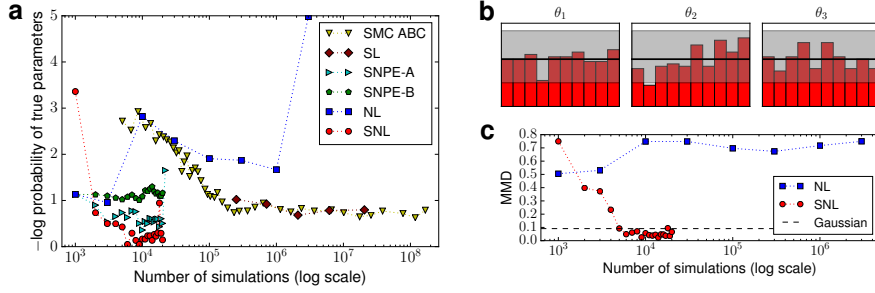 a
−log probability of true parameters
5
4
3
2
1
0
10³ 10⁴ 10⁵ 10⁶ 10⁷ 10⁸
Number of simulations (log scale)
SMC ABC
SL
SNPE-A
SNPE-B
NL
SNL
b
θ₁ θ₂ θ₃
c
MMD
0.8
0.7
0.6
0.5
0.4
0.3
0.2
0.1
0.0
10³ 10⁴ 10⁵ 10⁶
Number of simulations (log scale)
NL
SNL
Gaussian